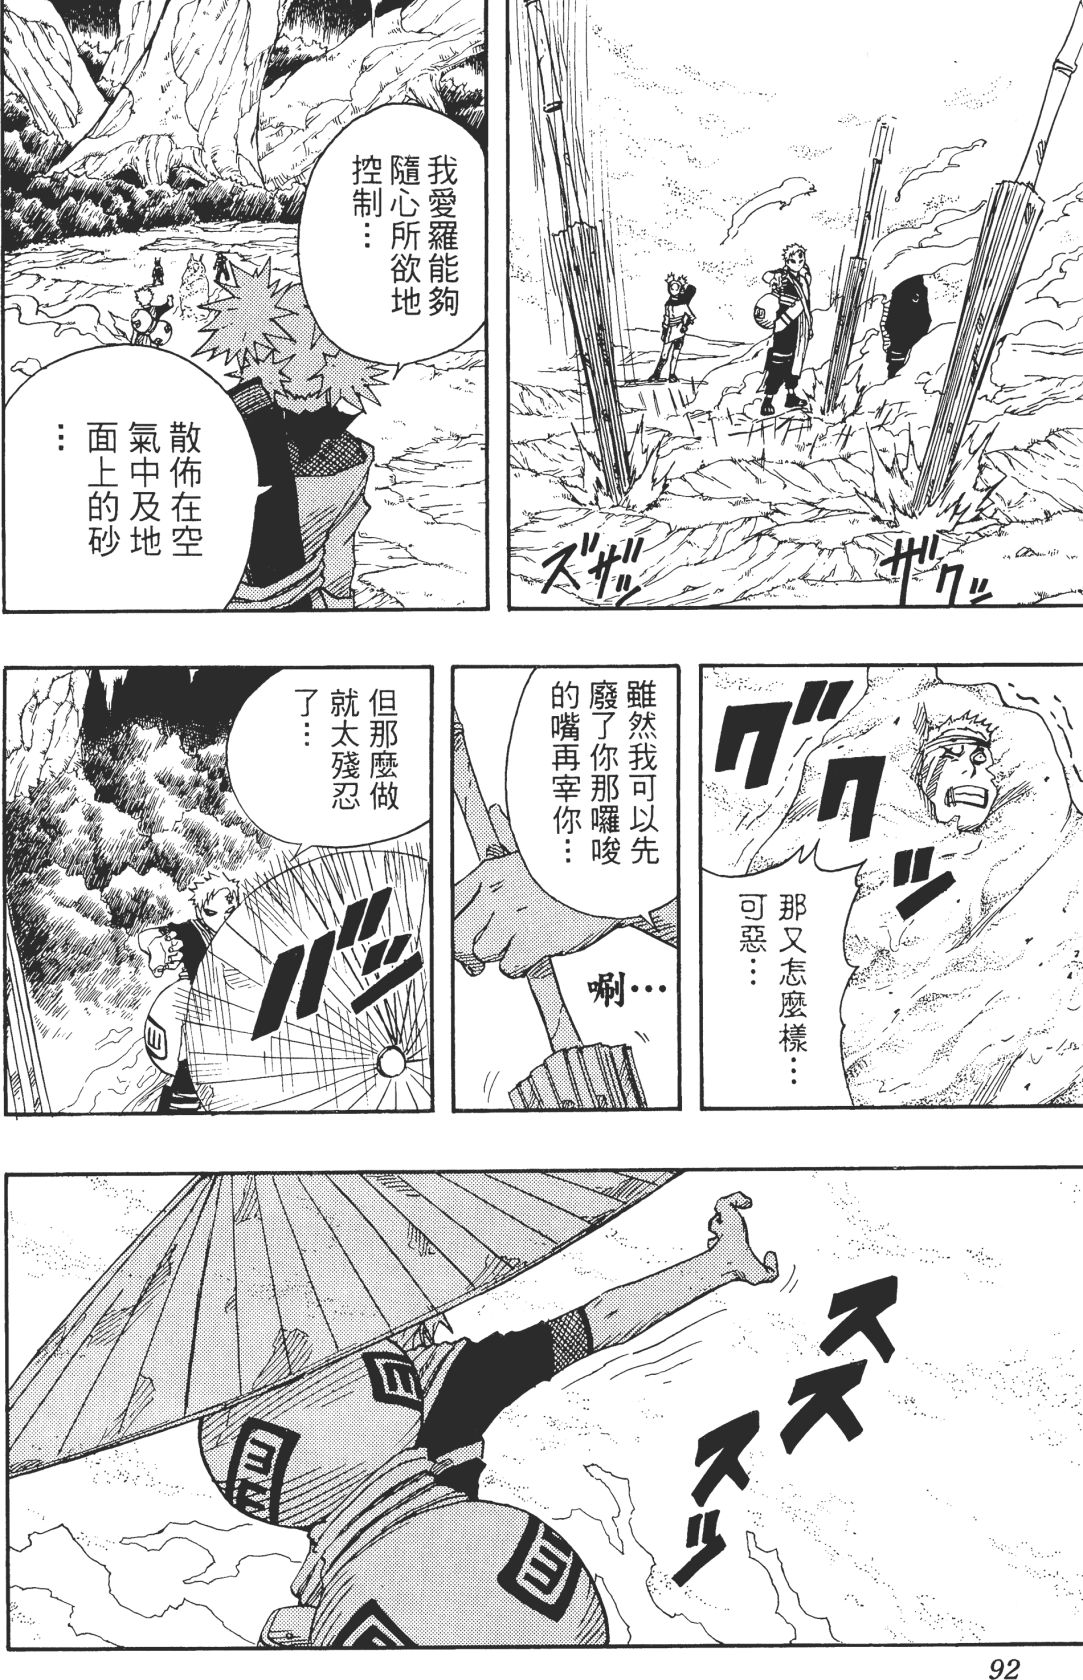 ザクッ
ズザザッ
我愛羅能夠
隨心所欲地
控制…
散佈在空
氣中及地
面上的砂
…
ググッ
那又怎麼樣…
可惡…
雖然我可以先
廢了你那囉唆
的嘴再宰你…
唰…
但那麼做
就太殘忍
了…
バッ
ススッ
92